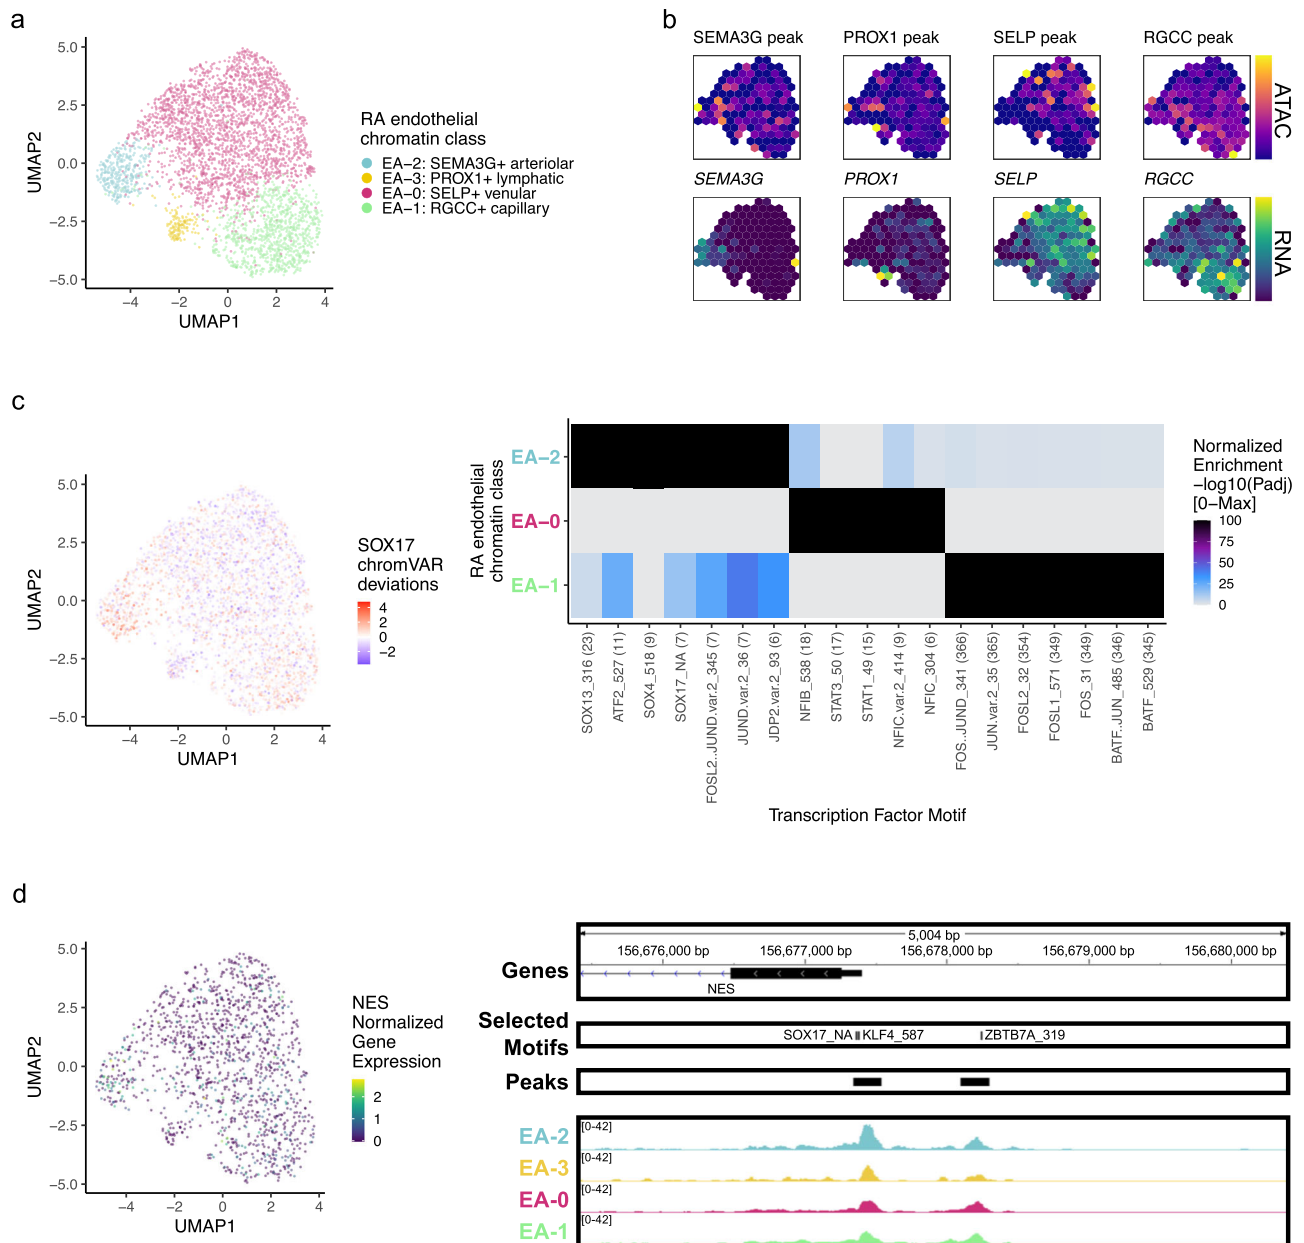 a
5.0
2.5
0.0
−2.5
−5.0
UMAP2
−4
−2
0
2
4
UMAP1
RA endothelial
chromatin class
EA−2: SEMA3G+ arteriolar
EA−3: PROX1+ lymphatic
EA−0: SELP+ venular
EA−1: RGCC+ capillary
b
SEMA3G peak
PROX1 peak
SELP peak
RGCC peak
ATAC
SEMA3G
PROX1
SELP
RGCC
RNA
c
5.0
2.5
0.0
−2.5
−5.0
UMAP2
−4
−2
0
2
4
UMAP1
SOX17
chromVAR
deviations
4
2
0
−2
RA endothelial
chromatin class
EA−2
EA−0
EA−1
SOX13_316 (23)
ATF2_527 (11)
SOX4_518 (9)
SOX17_NA (7)
FOSL2..JUND.var.2_345 (7)
JUND.var.2_36 (7)
JDP2.var.2_93 (6)
NFIB_538 (18)
STAT3_50 (17)
STAT1_49 (15)
NFIC.var.2_414 (9)
NFIC_304 (6)
FOS..JUND_341 (366)
JUN.var.2_35 (365)
FOSL2_32 (354)
FOSL1_571 (349)
FOS_31 (349)
BATF..JUN_485 (346)
BATF_529 (345)
Transcription Factor Motif
Normalized
Enrichment
−log10(Padj)
[0−Max]
100
75
50
25
0
d
5.0
2.5
0.0
−2.5
−5.0
UMAP2
−4
−2
0
2
4
UMAP1
NES
Normalized
Gene
Expression
2
1
0
5,004 bp
156,676,000 bp
156,677,000 bp
156,678,000 bp
156,679,000 bp
156,680,000 bp
Genes
NES
Selected
Motifs
SOX17_NA
KLF4_587
ZBTB7A_319
Peaks
EA-2
[0-42]
EA-3
[0-42]
EA-0
[0-42]
EA-1
[0-42]